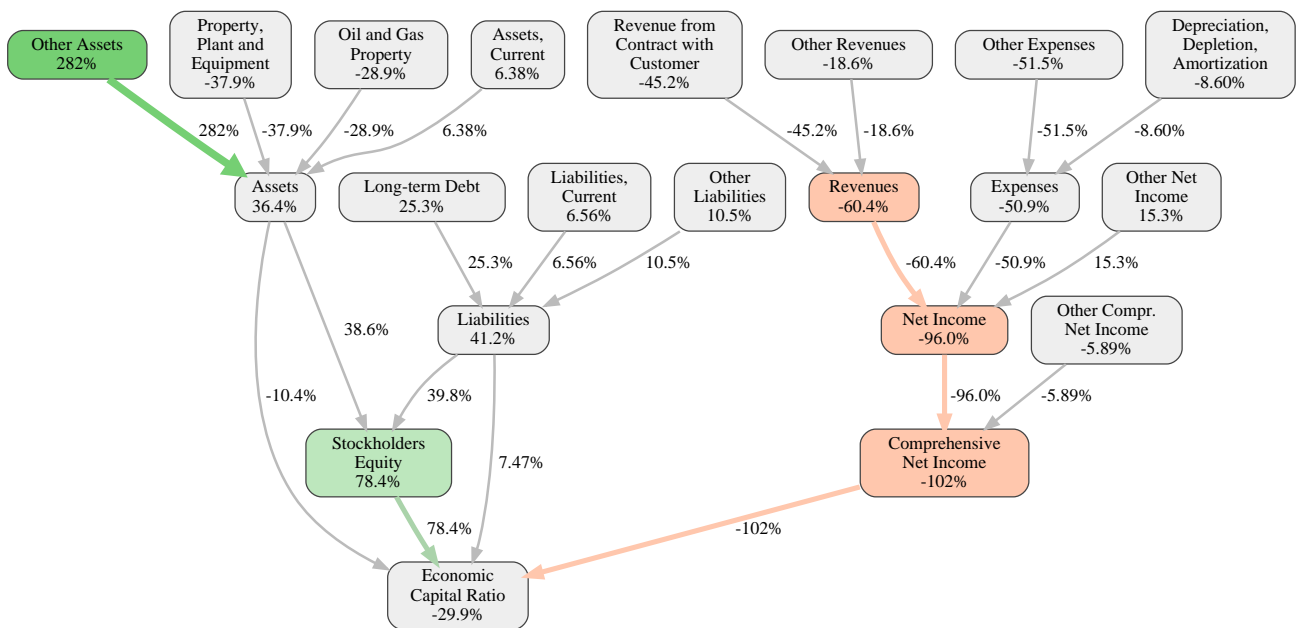 Other Assets
282%
Property,
Plant and
Equipment
-37.9%
Oil and Gas
Property
-28.9%
Assets,
Current
6.38%
Revenue from
Contract with
Customer
-45.2%
Other Revenues
-18.6%
Other Expenses
-51.5%
Depreciation,
Depletion,
Amortization
-8.60%
282%
-37.9%
-28.9%
6.38%
-45.2%
-18.6%
-51.5%
-8.60%
Assets
36.4%
Long-term Debt
25.3%
Liabilities,
Current
6.56%
Other
Liabilities
10.5%
Revenues
-60.4%
Expenses
-50.9%
Other Net
Income
15.3%
25.3%
6.56%
10.5%
-60.4%
-50.9%
15.3%
38.6%
Liabilities
41.2%
Net Income
-96.0%
Other Compr.
Net Income
-5.89%
-10.4%
39.8%
-96.0%
-5.89%
Stockholders
Equity
78.4%
7.47%
Comprehensive
Net Income
-102%
78.4%
-102%
Economic
Capital Ratio
-29.9%